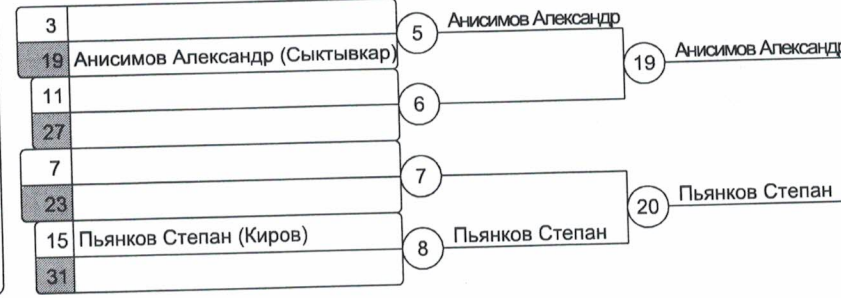 3
5
Анисимов Александр
19 Анисимов Александр (Сыктывкар)
19
Анисимов Александр
11
6
27
7
7
23
20
Пьянков Степан
15 Пьянков Степан (Киров)
8
Пьянков Степан
31